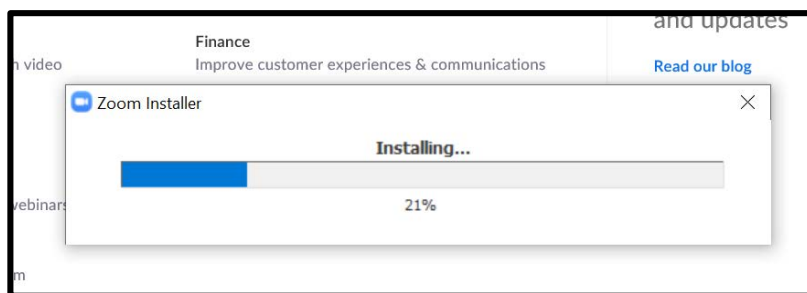 and updates
Finance
n video
Improve customer experiences & communications
Read our blog
Zoom Installer
Installing...
21%
webinars
m